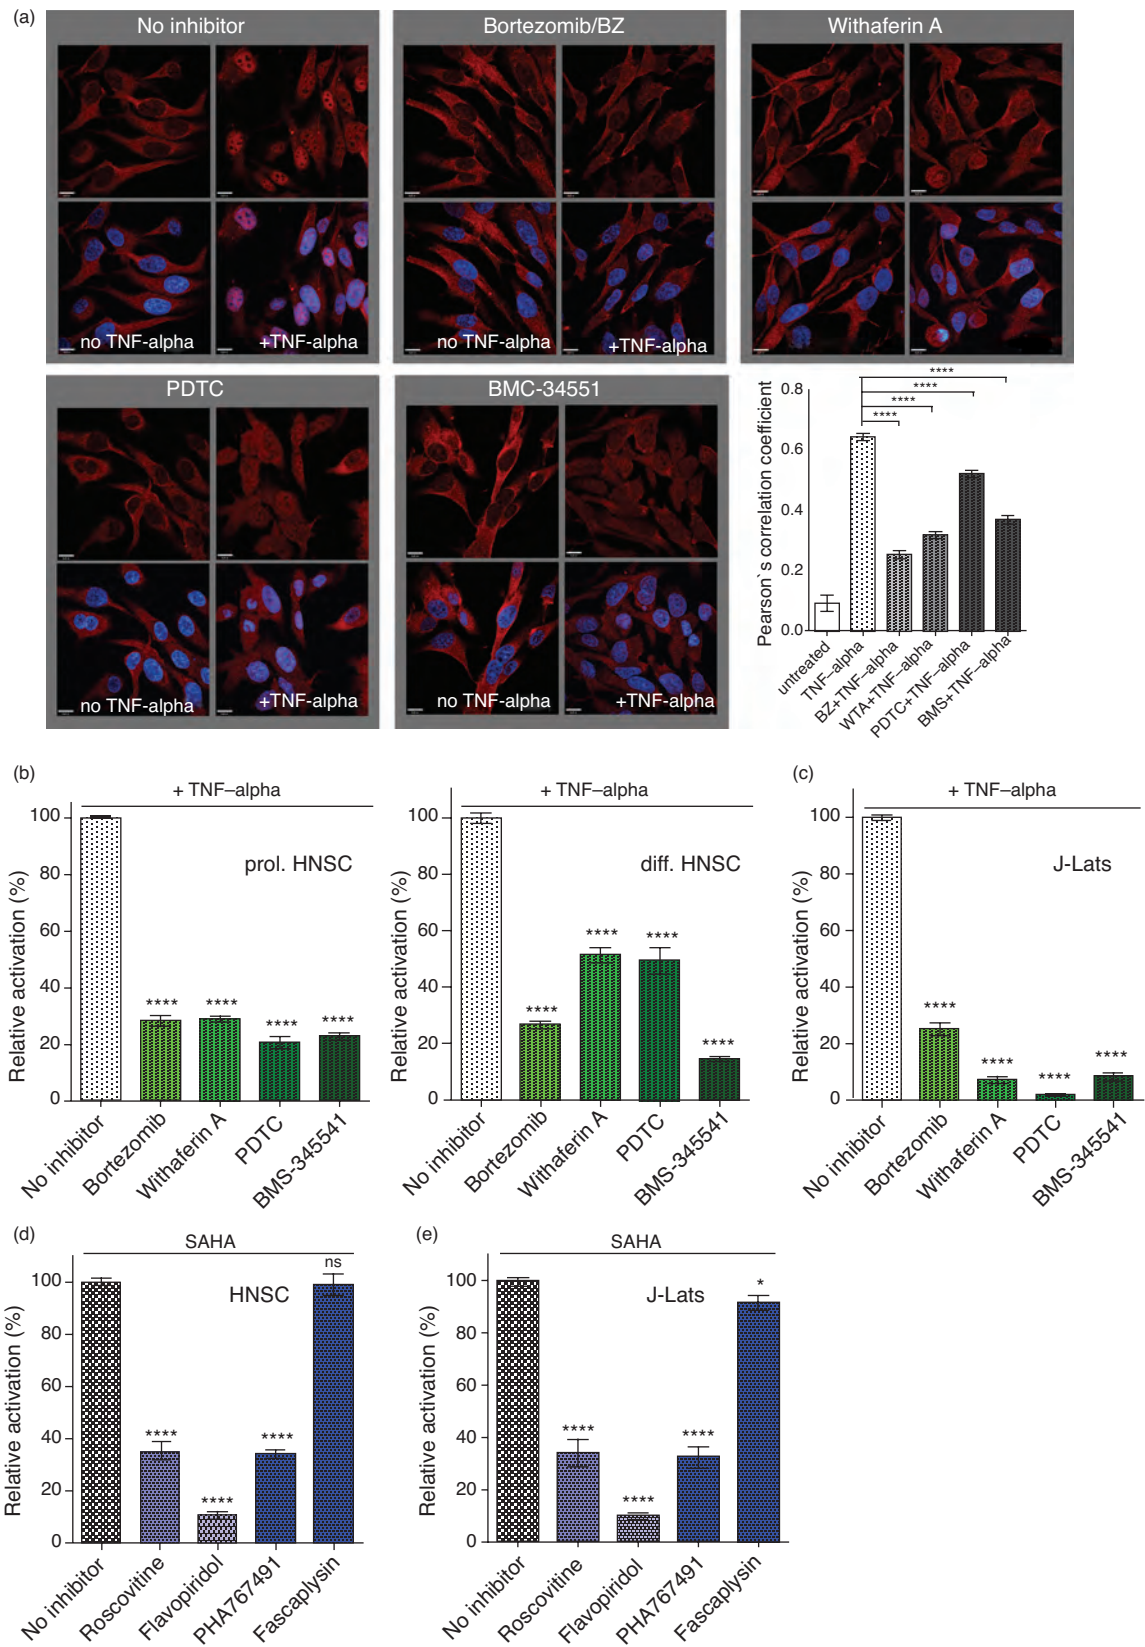 (a)
No inhibitor
Bortezomib/BZ
Withaferin A
no TNF-alpha
+TNF-alpha
no TNF-alpha
+TNF-alpha
PDTC
BMC-34551
no TNF-alpha
+TNF-alpha
no TNF-alpha
+TNF-alpha
Pearson`s correlation coefficient
0.8
0.6
0.4
0.2
0.0
****
****
****
****
untreated
TNF–alpha
BZ+TNF–alpha
WTA+TNF–alpha
PDTC+TNF–alpha
BMS+TNF–alpha
(b)
+ TNF–alpha
prol. HNSC
Relative activation (%)
100
80
60
40
20
0
****
****
****
****
No inhibitor
Bortezomib
Withaferin A
PDTC
BMS-345541
+ TNF–alpha
diff. HNSC
Relative activation (%)
100
80
60
40
20
0
****
****
****
****
No inhibitor
Bortezomib
Withaferin A
PDTC
BMS-345541
(c)
+ TNF–alpha
J-Lats
Relative activation (%)
100
80
60
40
20
0
****
****
****
****
No inhibitor
Bortezomib
Withaferin A
PDTC
BMS-345541
(d)
SAHA
HNSC
Relative activation (%)
100
80
60
40
20
0
****
****
****
ns
No inhibitor
Roscovitine
Flavopiridol
PHA767491
Fascaplysin
(e)
SAHA
J-Lats
Relative activation (%)
100
80
60
40
20
0
****
****
****
*
No inhibitor
Roscovitine
Flavopiridol
PHA767491
Fascaplysin